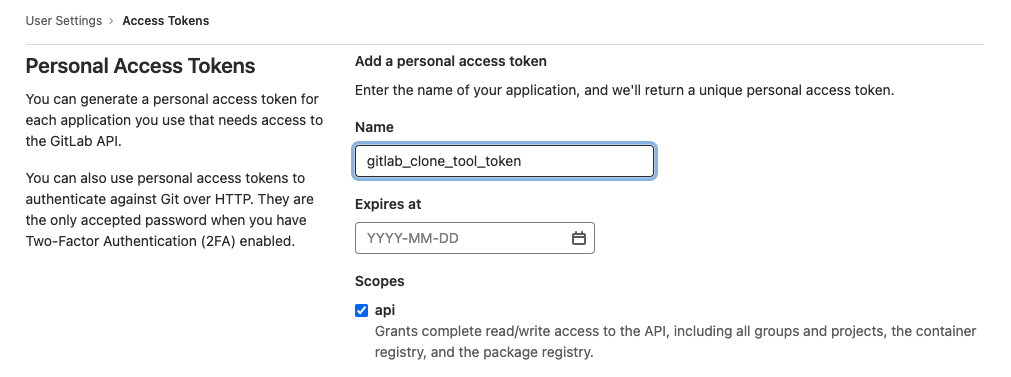 User Settings › Access Tokens
Personal Access Tokens
You can generate a personal access token for
each application you use that needs access to
the GitLab API.
You can also use personal access tokens to
authenticate against Git over HTTP. They are
the only accepted password when you have
Two-Factor Authentication (2FA) enabled.
Add a personal access token
Enter the name of your application, and we'll return a unique personal access token.
Name
gitlab_clone_tool_token
Expires at
YYYY-MM-DD
Scopes
api
Grants complete read/write access to the API, including all groups and projects, the container
registry, and the package registry.